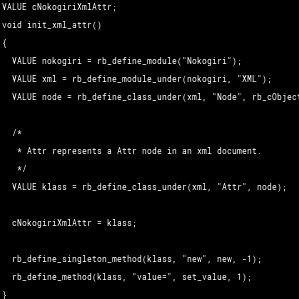 VALUE cNokogiriXmlAttr;
void init_xml_attr()
{
  VALUE nokogiri = rb_define_module("Nokogiri");
  VALUE xml = rb_define_module_under(nokogiri, "XML");
  VALUE node = rb_define_class_under(xml, "Node", rb_cObject
  /*
   * Attr represents a Attr node in an xml document.
   */
  VALUE klass = rb_define_class_under(xml, "Attr", node);
  cNokogiriXmlAttr = klass;
  rb_define_singleton_method(klass, "new", new, -1);
  rb_define_method(klass, "value=", set_value, 1);
}